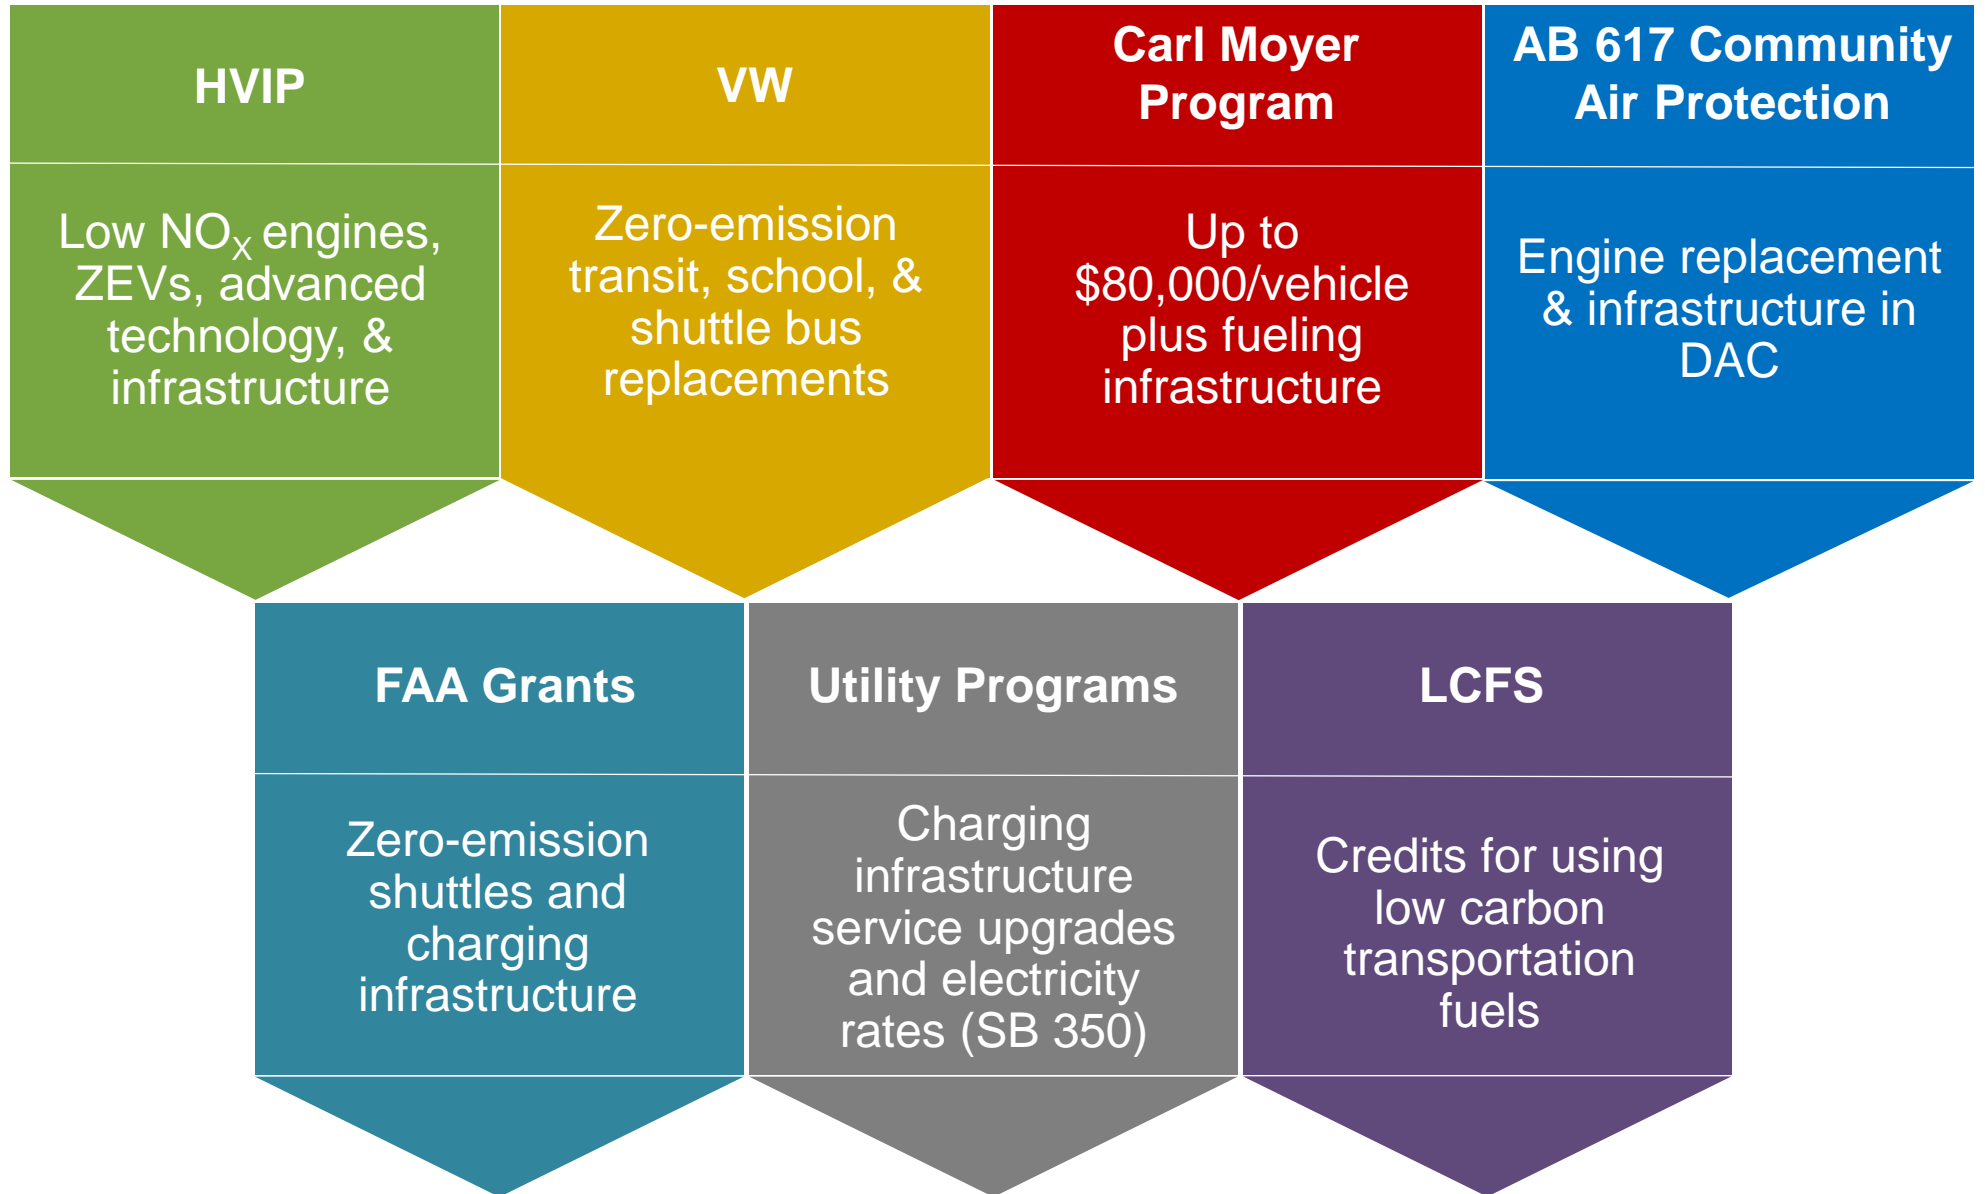 HVIP
Low NOX engines,
ZEVs, advanced
technology, &
infrastructure
VW
Zero-emission
transit, school, &
shuttle bus
replacements
Carl Moyer
Program
Up to
$80,000/vehicle
plus fueling
infrastructure
AB 617 Community
Air Protection
Engine replacement
& infrastructure in
DAC
FAA Grants
Zero-emission
shuttles and
charging
infrastructure
Utility Programs
Charging
infrastructure
service upgrades
and electricity
rates (SB 350)
LCFS
Credits for using
low carbon
transportation
fuels